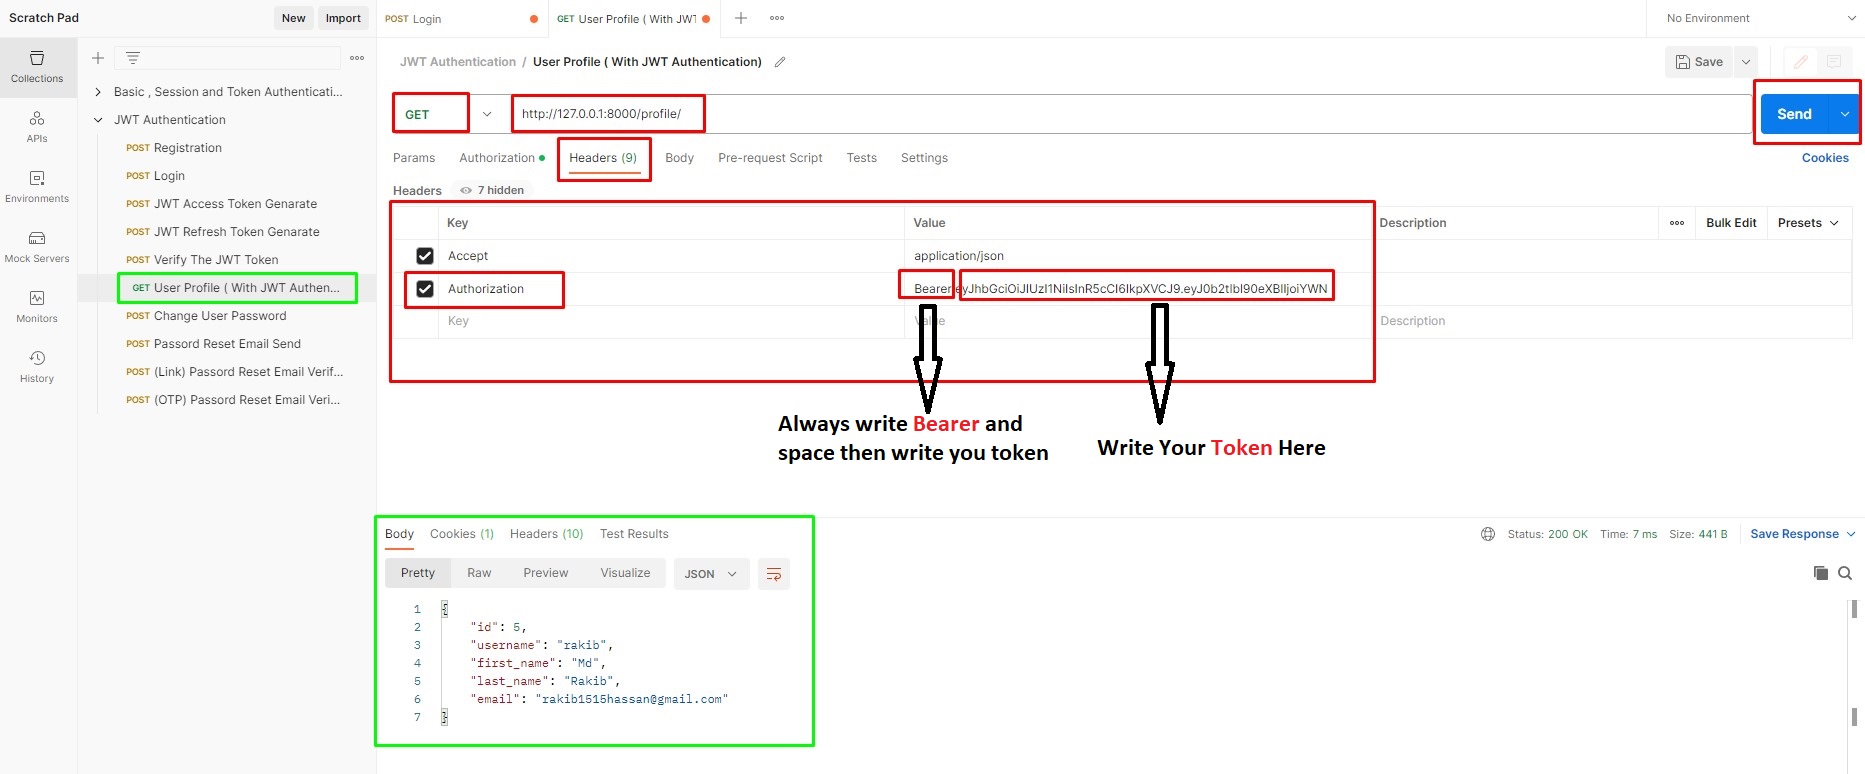 Scratch Pad
New
Import
POST Login
GET User Profile ( With JWT
No Environment
Collections
APIs
Environments
Mock Servers
Monitors
History
Basic , Session and Token Authenticati...
JWT Authentication
POST Registration
POST Login
POST JWT Access Token Genarate
POST JWT Refresh Token Genarate
POST Verify The JWT Token
GET User Profile ( With JWT Authen...
POST Change User Password
POST Passord Reset Email Send
POST (Link) Passord Reset Email Verif...
POST (OTP) Passord Reset Email Veri...
JWT Authentication / User Profile ( With JWT Authentication)
Save
GET http://127.0.0.1:8000/profile/
Send
Params Authorization Headers (9) Body Pre-request Script Tests Settings
Cookies
Headers 7 hidden
Key Value Description
Bulk Edit Presets
Accept application/json
Authorization Bearer eyJhbGciOiJIUzI1NiIsInR5cCI6IkpXVCJ9.eyJ0b2tlbl90eXBlIjoiYWN
Key Value Description
Always write Bearer and
space then write you token
Write Your Token Here
Body Cookies (1) Headers (10) Test Results
Status: 200 OK Time: 7 ms Size: 441 B Save Response
Pretty Raw Preview Visualize JSON
1 {
2 "id": 5,
3 "username": "rakib",
4 "first_name": "Md",
5 "last_name": "Rakib",
6 "email": "rakib1515hassan@gmail.com"
7 }